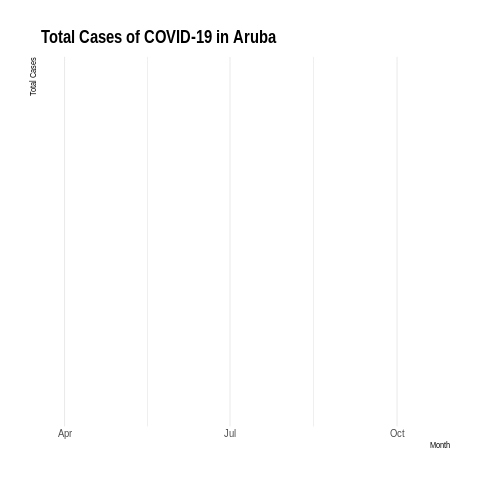 Total Cases of COVID-19 in Aruba
Total Cases
Apr
Jul
Oct
Month